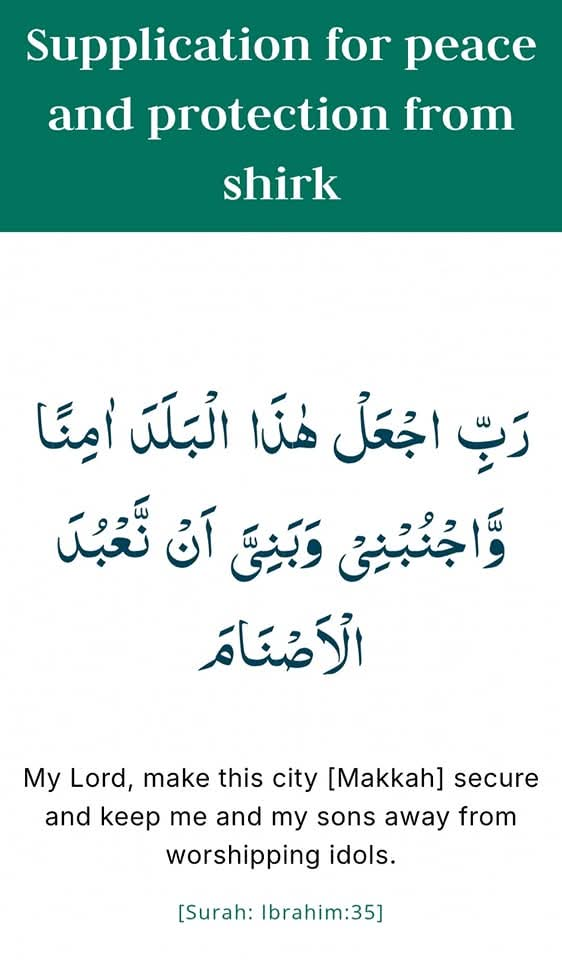 Supplication for peace
and protection from
shirk
رَبِّ اجْعَلْ هٰذَا الْبَلَدَ اٰمِنًا
وَّاجْنُبْنِىْ وَبَنِىَّ اَنْ نَّعْبُدَ
الْاَصْنَامَ
My Lord, make this city [Makkah] secure
and keep me and my sons away from
worshipping idols.
[Surah: Ibrahim:35]